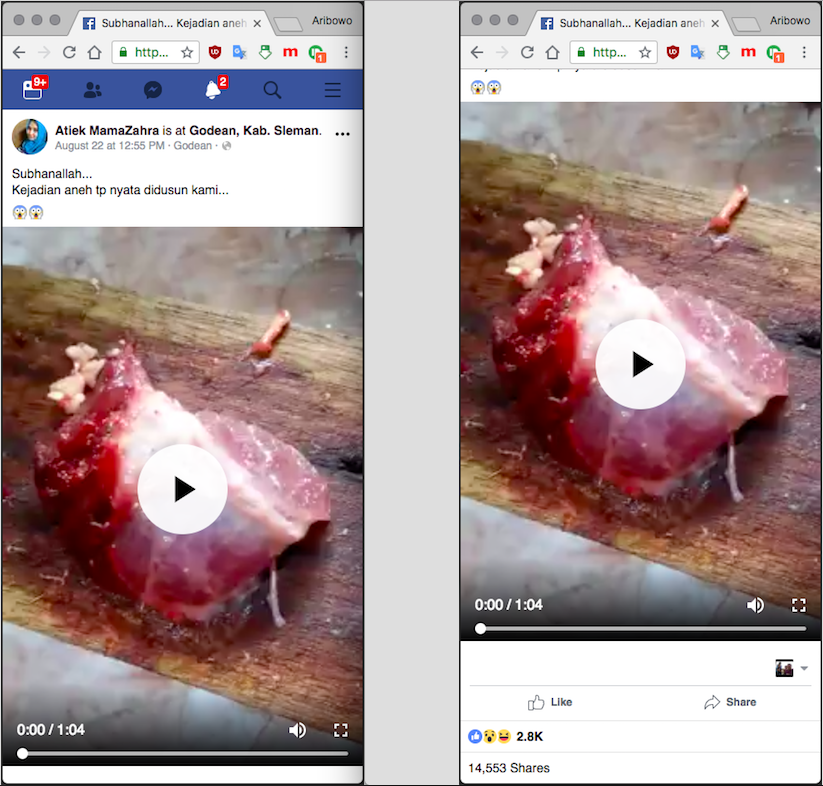 Subhanallah... Kejadian aneh
Aribowo
http...
9+
2
Atiek MamaZahra is at Godean, Kab. Sleman.
August 22 at 12:55 PM · Godean ·
Subhanallah...
Kejadian aneh tp nyata didusun kami...
0:00 / 1:04
Subhanallah... Kejadian aneh
Aribowo
http...
0:00 / 1:04
Like
Share
2.8K
14,553 Shares